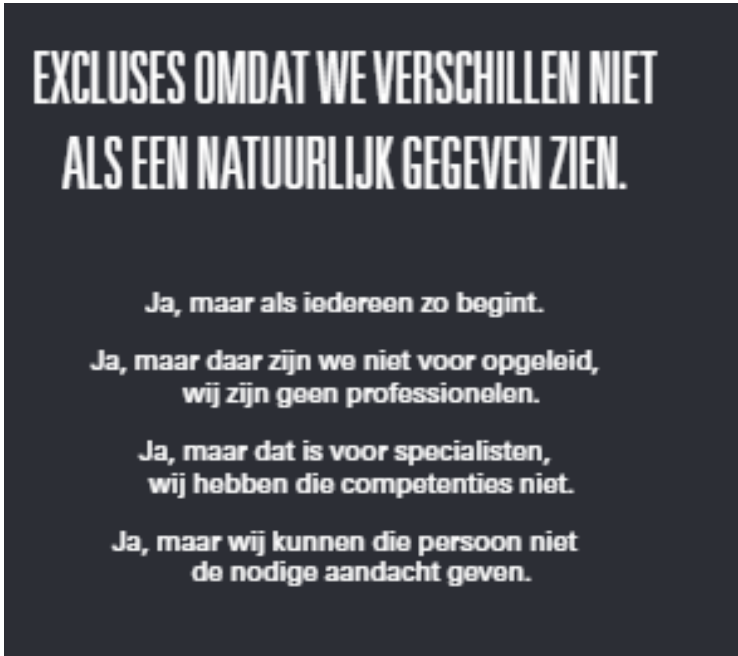 EXCLUSES OMDAT WE VERSCHILLEN NIET
ALS EEN NATUURLIJK GEGEVEN ZIEN.
Ja, maar als iedereen zo begint.
Ja, maar daar zijn we niet voor opgeleid,
wij zijn geen professionelen.
Ja, maar dat is voor specialisten,
wij hebben die competenties niet.
Ja, maar wij kunnen die persoon niet
de nodige aandacht geven.